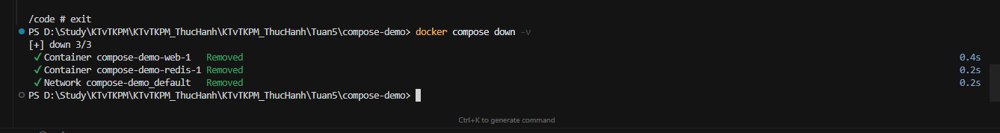 /code # exit
PS D:\Study\KTvTKPM\KTvTKPM_ThucHanh\KTvTKPM_ThucHanh\Tuan5\compose-demo> docker compose down -v
[+] down 3/3
✓ Container compose-demo-web-1 Removed 0.4s
✓ Container compose-demo-redis-1 Removed 0.2s
✓ Network compose-demo_default Removed 0.2s
PS D:\Study\KTvTKPM\KTvTKPM_ThucHanh\KTvTKPM_ThucHanh\Tuan5\compose-demo>
Ctrl+K to generate command